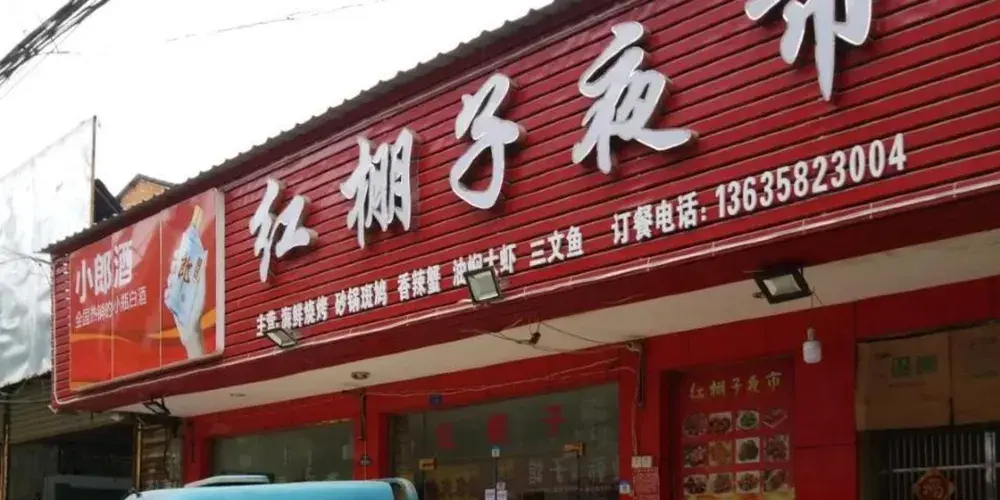 红棚子夜市
小郎酒
全国热销的小瓶白酒
主营:海鲜烧烤 砂锅斑鸠 香辣蟹 油焖大虾 三文鱼 订餐电话:13635823004
红棚子夜市